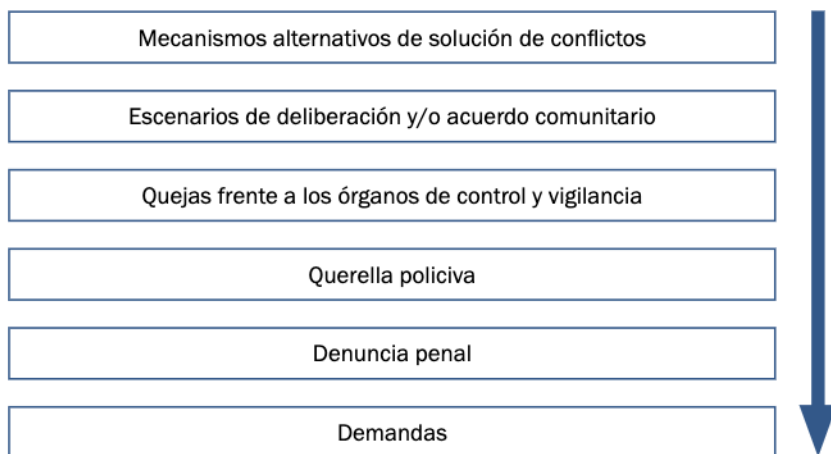 Mecanismos alternativos de solución de conflictos
Escenarios de deliberación y/o acuerdo comunitario
Quejas frente a los órganos de control y vigilancia
Querella policiva
Denuncia penal
Demandas